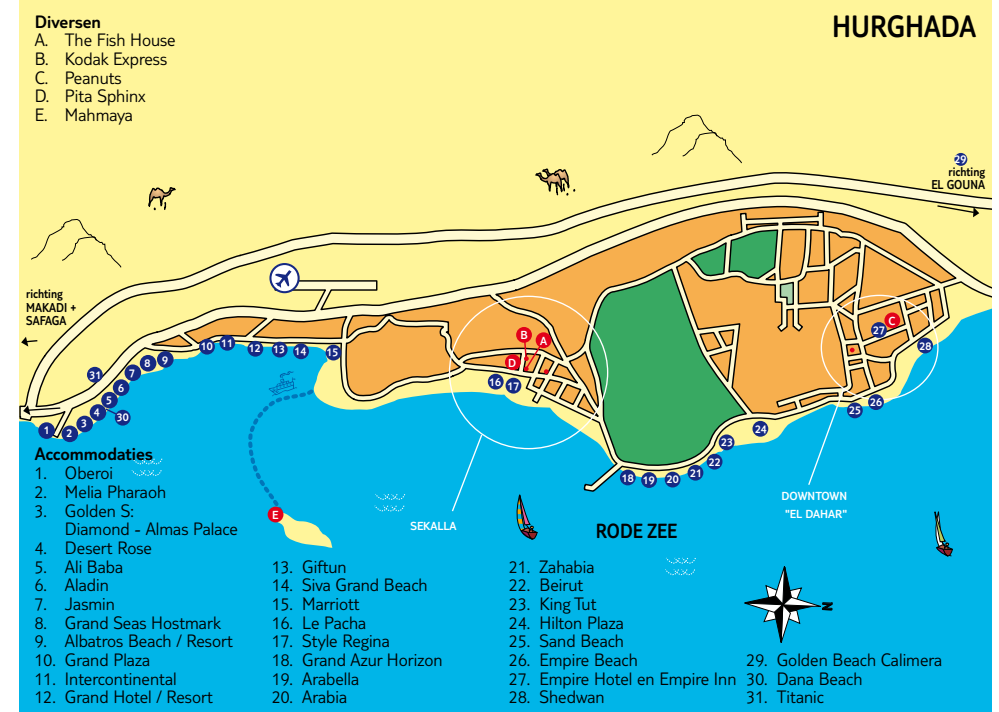 HURGHADA
Diversen
A. The Fish House
B. Kodak Express
C. Peanuts
D. Pita Sphinx
E. Mahmaya
29
richting
EL GOUNA
richting
MAKADI +
SAFAGA
B
A
D
C
27
28
31
10
11
12
13
14
15
9
8
7
6
5
4
30
3
2
1
16
17
26
25
24
23
22
21
20
19
18
E
SEKALLA
DOWNTOWN
"EL DAHAR"
RODE ZEE
N
Accommodaties
1. Oberoi
2. Melia Pharaoh
3. Golden S:
Diamond - Almas Palace
4. Desert Rose
5. Ali Baba
6. Aladin
7. Jasmin
8. Grand Seas Hostmark
9. Albatros Beach / Resort
10. Grand Plaza
11. Intercontinental
12. Grand Hotel / Resort
13. Giftun
14. Siva Grand Beach
15. Marriott
16. Le Pacha
17. Style Regina
18. Grand Azur Horizon
19. Arabella
20. Arabia
21. Zahabia
22. Beirut
23. King Tut
24. Hilton Plaza
25. Sand Beach
26. Empire Beach
27. Empire Hotel en Empire Inn
28. Shedwan
29. Golden Beach Calimera
30. Dana Beach
31. Titanic